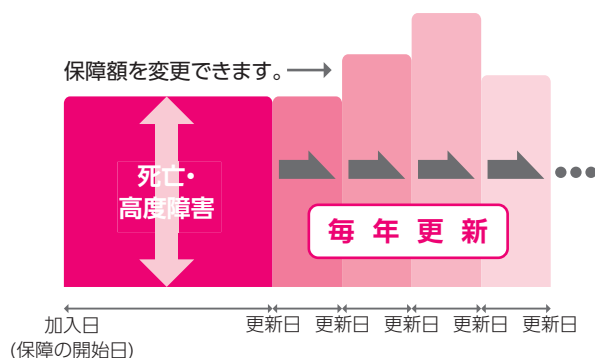 保障額を変更できます。
死亡・
高度障害
毎年更新
加入日
(保障の開始日)
更新日
更新日
更新日
更新日
更新日